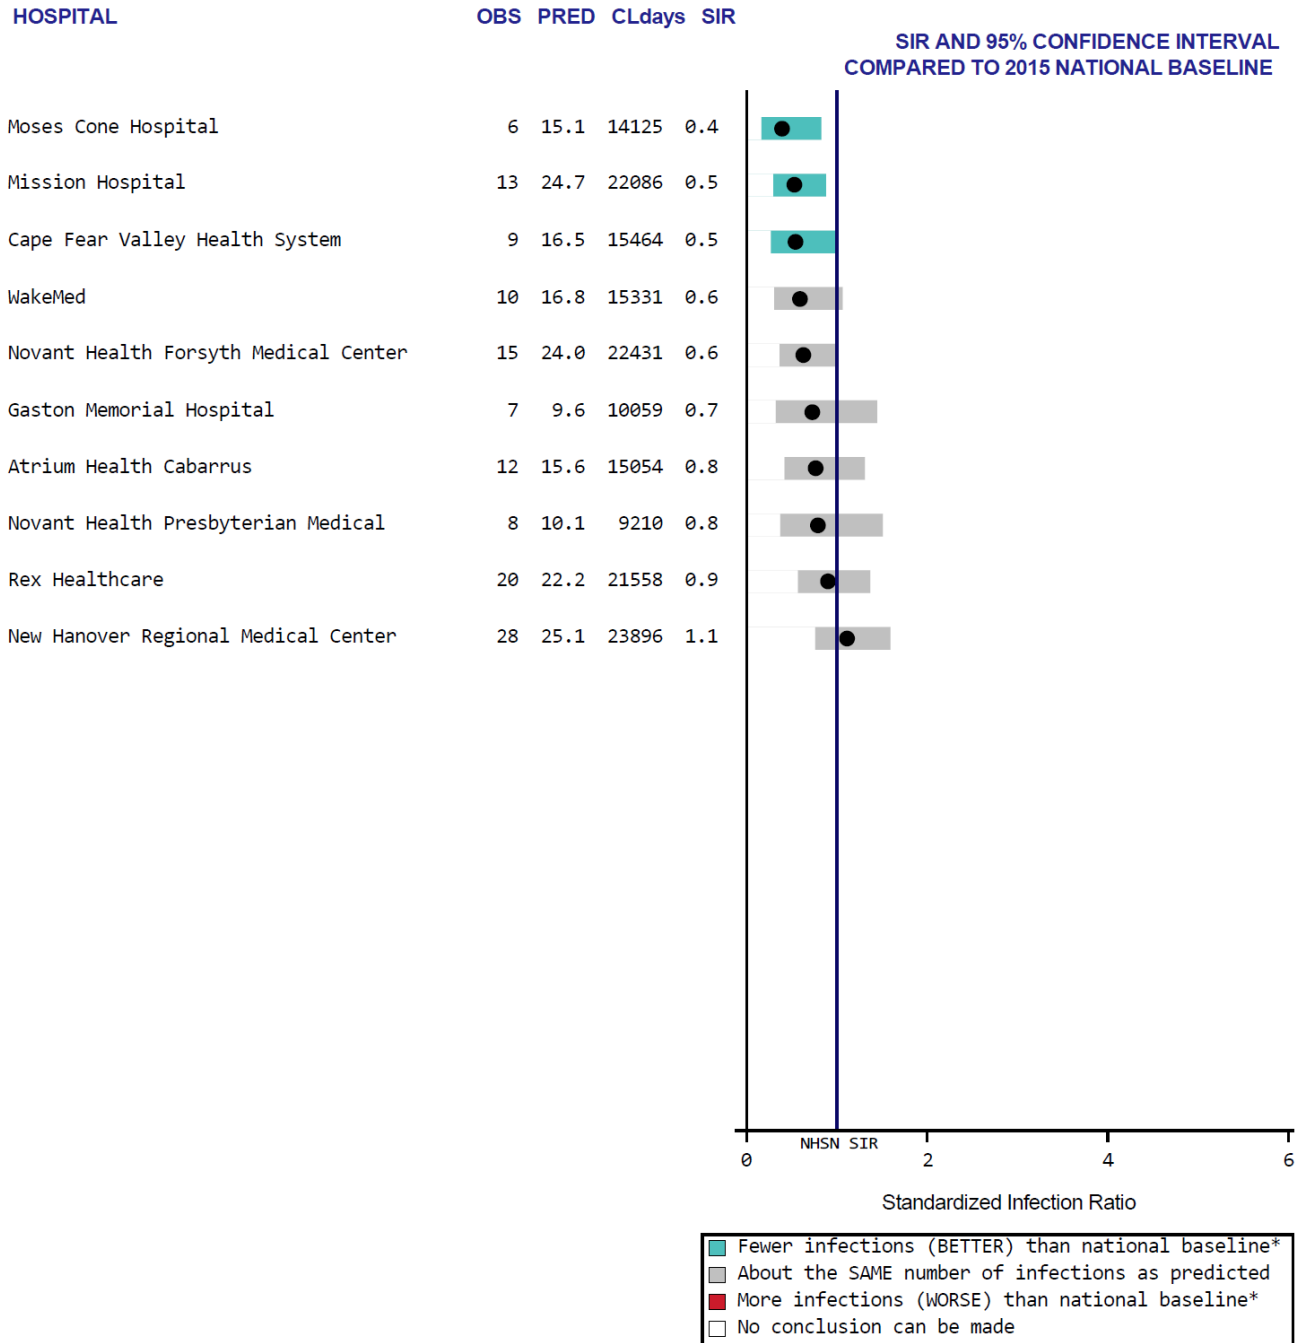 HOSPITAL OBS PRED CLdays SIR
SIR AND 95% CONFIDENCE INTERVAL
COMPARED TO 2015 NATIONAL BASELINE
Moses Cone Hospital 6 15.1 14125 0.4
Mission Hospital 13 24.7 22086 0.5
Cape Fear Valley Health System 9 16.5 15464 0.5
WakeMed 10 16.8 15331 0.6
Novant Health Forsyth Medical Center 15 24.0 22431 0.6
Gaston Memorial Hospital 7 9.6 10059 0.7
Atrium Health Cabarrus 12 15.6 15054 0.8
Novant Health Presbyterian Medical 8 10.1 9210 0.8
Rex Healthcare 20 22.2 21558 0.9
New Hanover Regional Medical Center 28 25.1 23896 1.1
NHSN SIR
0 2 4 6
Standardized Infection Ratio
Fewer infections (BETTER) than national baseline*
About the SAME number of infections as predicted
More infections (WORSE) than national baseline*
No conclusion can be made